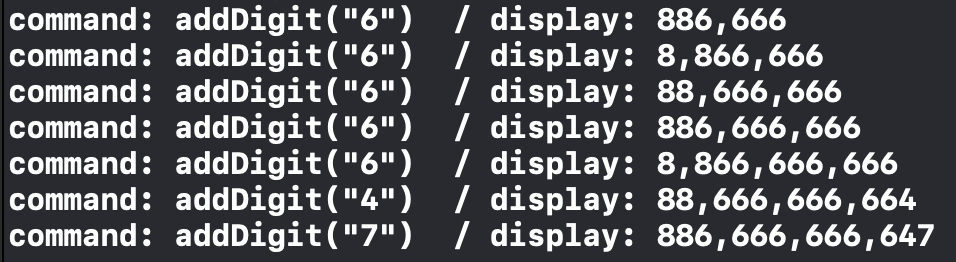 command: addDigit("6")  / display: 886,666
command: addDigit("6")  / display: 8,866,666
command: addDigit("6")  / display: 88,666,666
command: addDigit("6")  / display: 886,666,666
command: addDigit("6")  / display: 8,866,666,666
command: addDigit("4")  / display: 88,666,666,664
command: addDigit("7")  / display: 886,666,666,647